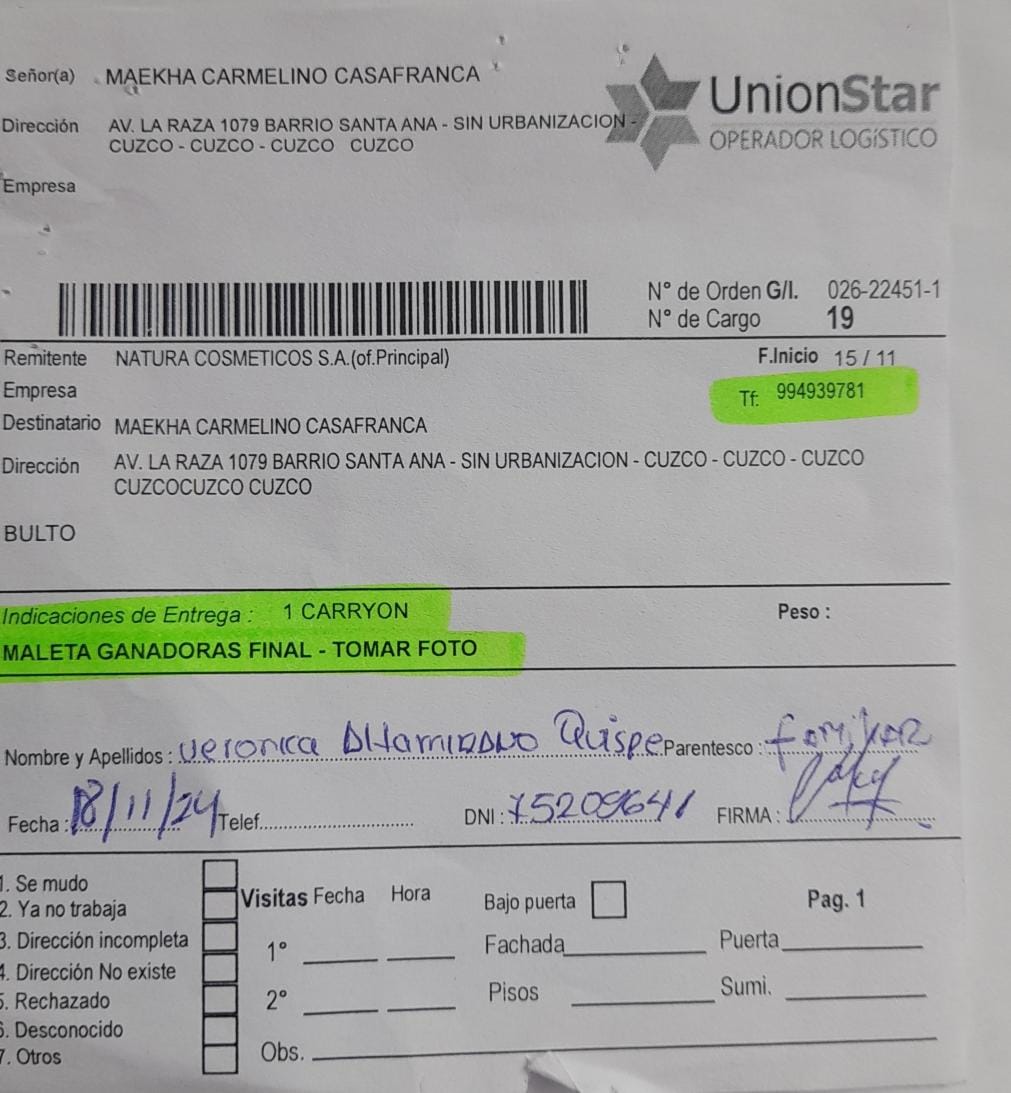 Señor(a) MAEKHA CARMELINO CASAFRANCA
UnionStar
OPERADOR LOGíSTICO
Dirección AV. LA RAZA 1079 BARRIO SANTA ANA - SIN URBANIZACION -
CUZCO - CUZCO - CUZCO CUZCO
Empresa
N° de Orden G/I. 026-22451-1
N° de Cargo 19
Remitente NATURA COSMETICOS S.A.(of.Principal)
F.Inicio 15 / 11
Empresa
Tf: 994939781
Destinatario MAEKHA CARMELINO CASAFRANCA
Dirección AV. LA RAZA 1079 BARRIO SANTA ANA - SIN URBANIZACION - CUZCO - CUZCO - CUZCO
CUZCOCUZCO CUZCO
BULTO
Indicaciones de Entrega : 1 CARRYON
Peso :
MALETA GANADORAS FINAL - TOMAR FOTO
Nombre y Apellidos : Veronica Altamirano Quispe Parentesco : familiar
Fecha : 18/11/24 Telef. DNI : 75209641 FIRMA :
1. Se mudo
2. Ya no trabaja
3. Dirección incompleta
4. Dirección No existe
5. Rechazado
6. Desconocido
7. Otros
Visitas Fecha Hora
1°
2°
Obs.
Bajo puerta
Pag. 1
Fachada Puerta
Pisos Sumi.